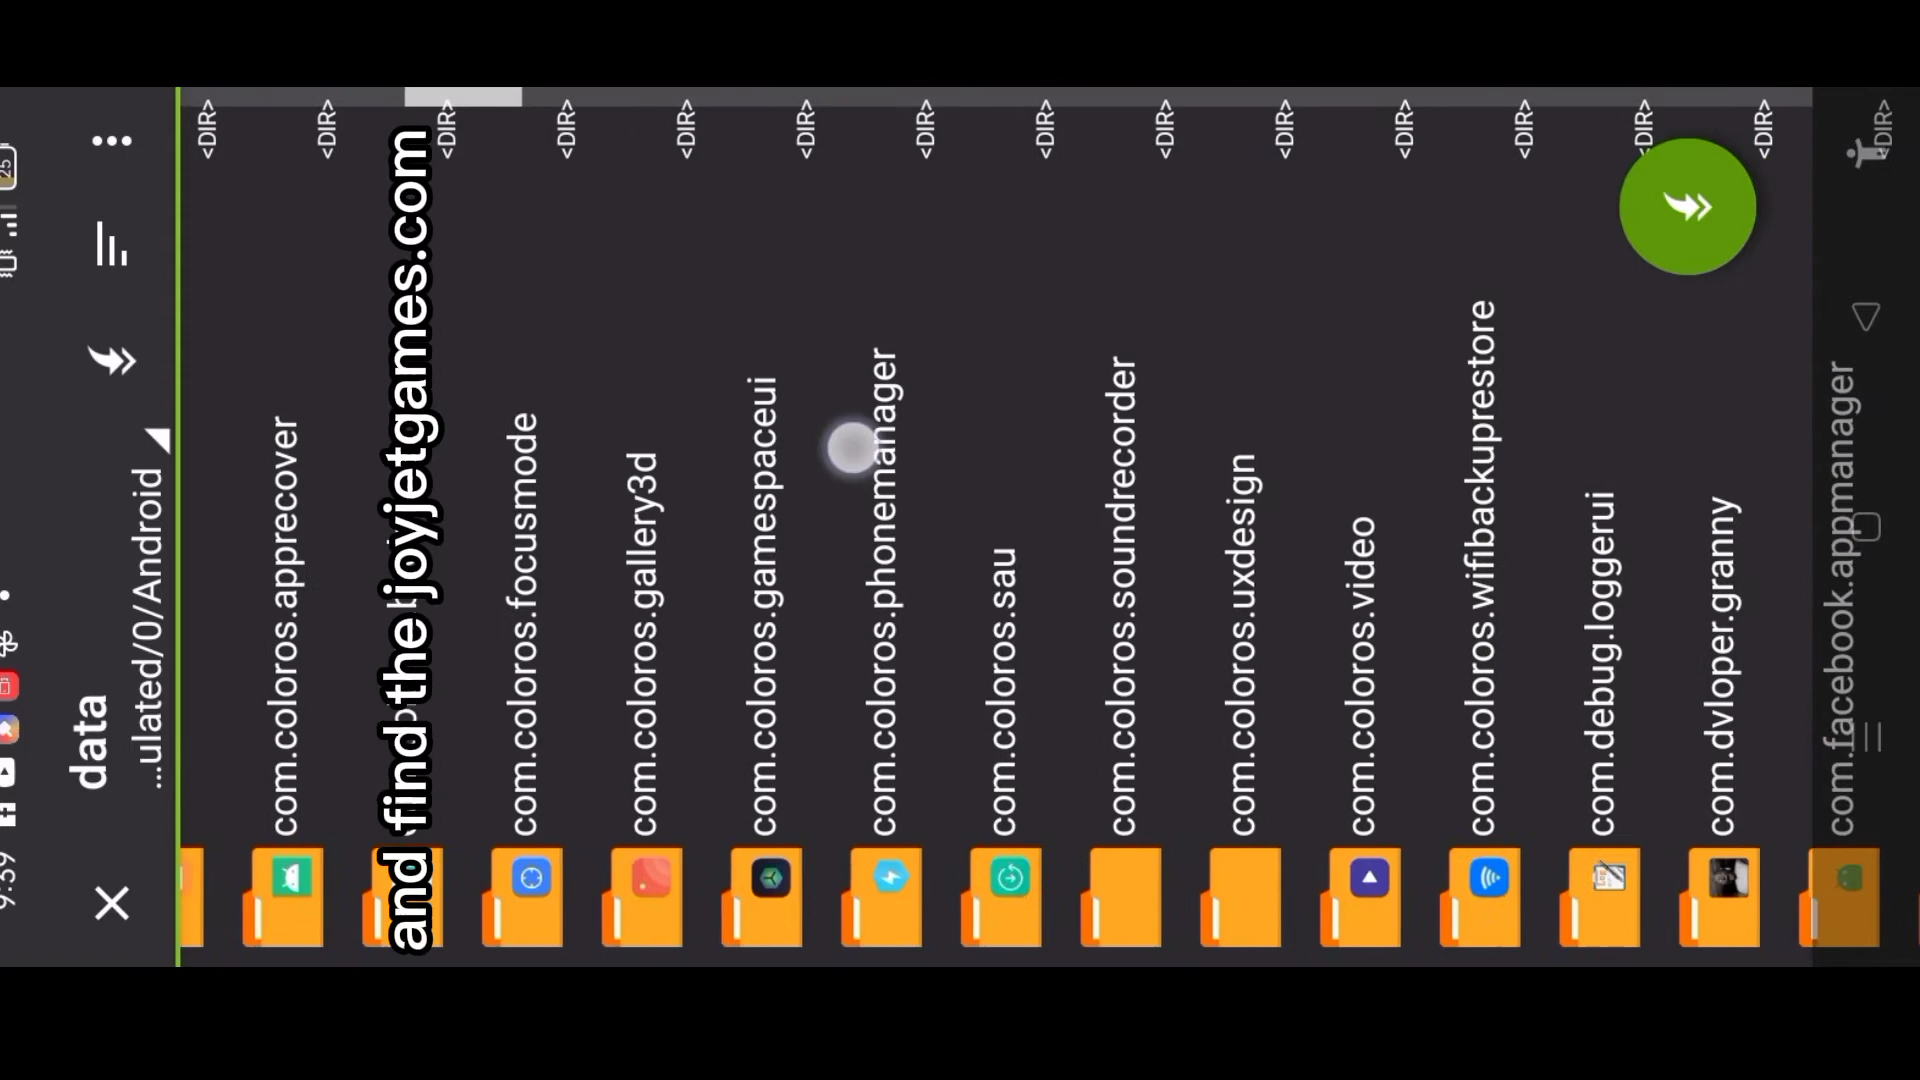 9:39
25
data
...ulated/0/Android
<DIR>
com.coloros.apprecover
<DIR>
and find the joyjetgames.com
<DIR>
com.coloros.focusmode
<DIR>
com.coloros.gallery3d
<DIR>
com.coloros.gamespaceui
<DIR>
com.coloros.phonemanager
<DIR>
com.coloros.sau
<DIR>
com.coloros.soundrecorder
<DIR>
com.coloros.uxdesign
<DIR>
com.coloros.video
<DIR>
com.coloros.wifibackuprestore
<DIR>
com.debug.loggerui
<DIR>
com.dvloper.granny
<DIR>
com.facebook.appmanager
<DIR>